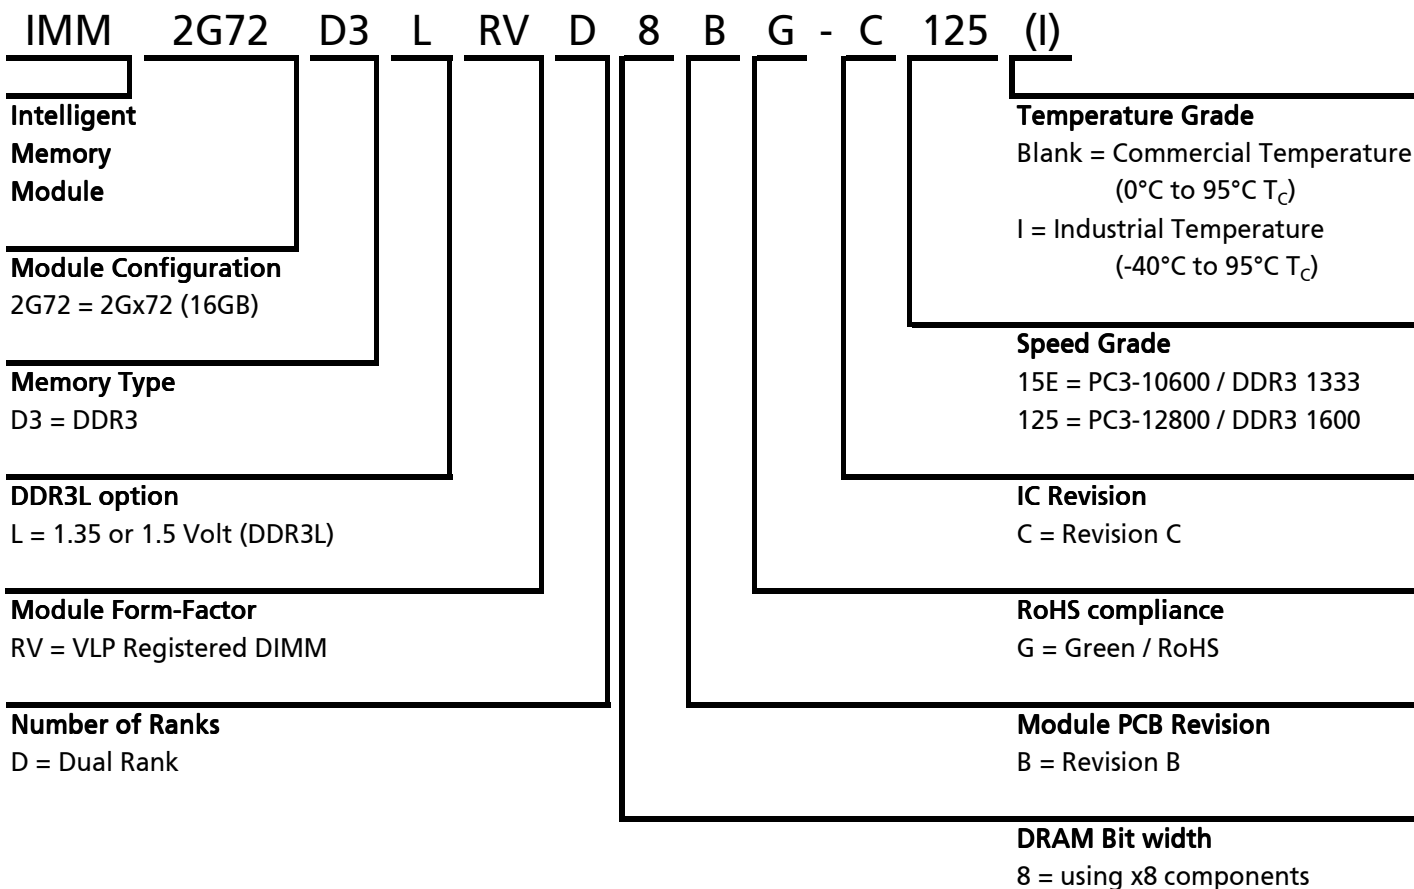 IMM 2G72 D3 L RV D 8 B G - C 125 (I)
Intelligent
Memory
Module
Module Configuration
2G72 = 2Gx72 (16GB)
Memory Type
D3 = DDR3
DDR3L option
L = 1.35 or 1.5 Volt (DDR3L)
Module Form-Factor
RV = VLP Registered DIMM
Number of Ranks
D = Dual Rank
Temperature Grade
Blank = Commercial Temperature
(0°C to 95°C TC)
I = Industrial Temperature
(-40°C to 95°C TC)
Speed Grade
15E = PC3-10600 / DDR3 1333
125 = PC3-12800 / DDR3 1600
IC Revision
C = Revision C
RoHS compliance
G = Green / RoHS
Module PCB Revision
B = Revision B
DRAM Bit width
8 = using x8 components